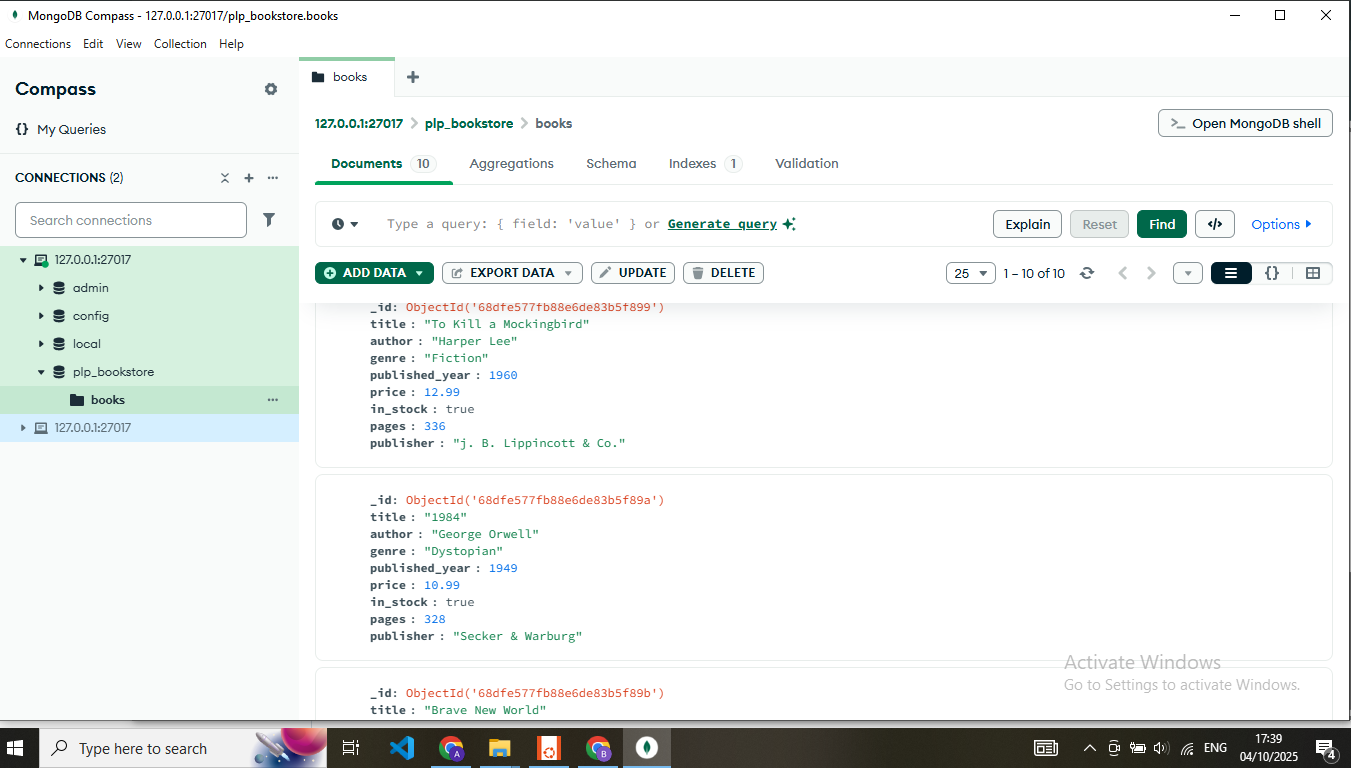 MongoDB Compass - 127.0.0.1:27017/plp_bookstore.books
Connections Edit View Collection Help
Compass
{} My Queries
CONNECTIONS (2)
Search connections
127.0.0.1:27017
admin
config
local
plp_bookstore
books
127.0.0.1:27017
books
127.0.0.1:27017 > plp_bookstore > books
>_ Open MongoDB shell
Documents 10 Aggregations Schema Indexes 1 Validation
Type a query: { field: 'value' } or Generate query
Explain Reset Find </> Options
ADD DATA EXPORT DATA UPDATE DELETE
25 1 – 10 of 10 {}
_id: ObjectId('68dfe577fb88e6de83b5f899')
title : "To Kill a Mockingbird"
author : "Harper Lee"
genre : "Fiction"
published_year : 1960
price : 12.99
in_stock : true
pages : 336
publisher : "j. B. Lippincott & Co."
_id: ObjectId('68dfe577fb88e6de83b5f89a')
title : "1984"
author : "George Orwell"
genre : "Dystopian"
published_year : 1949
price : 10.99
in_stock : true
pages : 328
publisher : "Secker & Warburg"
_id: ObjectId('68dfe577fb88e6de83b5f89b')
title : "Brave New World"
Activate Windows
Go to Settings to activate Windows.
Type here to search
A
B
ENG
17:39
04/10/2025
4